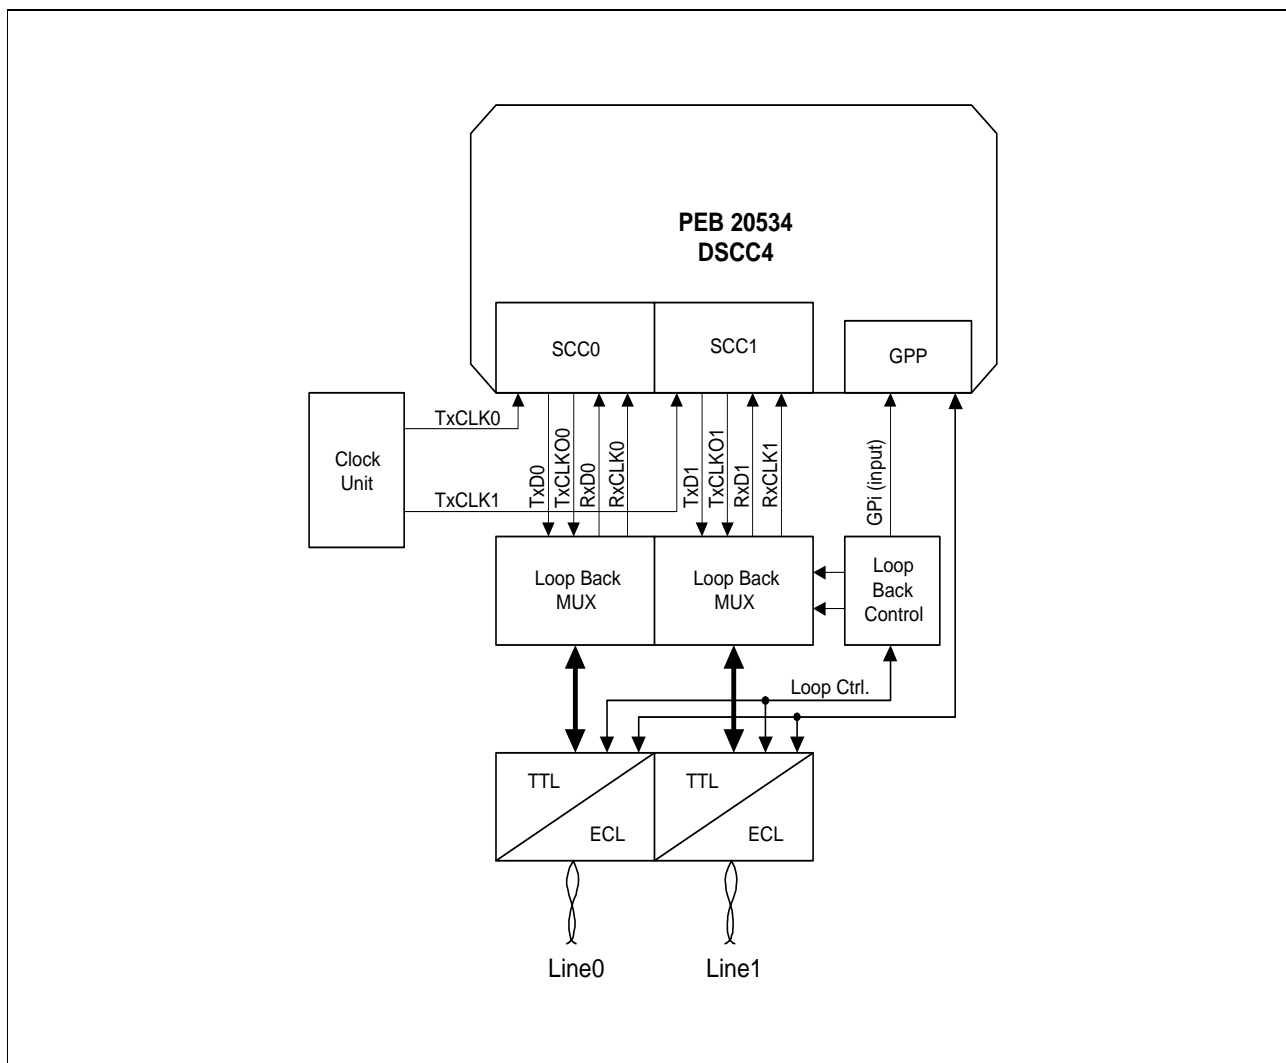 PEB 20534
DSCC4
SCC0
SCC1
GPP
TxCLK0
Clock
Unit
TxCLK1
TxD0
TxCLKO0
RxD0
RxCLK0
TxD1
TxCLKO1
RxD1
RxCLK1
GPi (input)
Loop Back
MUX
Loop Back
MUX
Loop
Back
Control
Loop Ctrl.
TTL
ECL
TTL
ECL
Line0
Line1